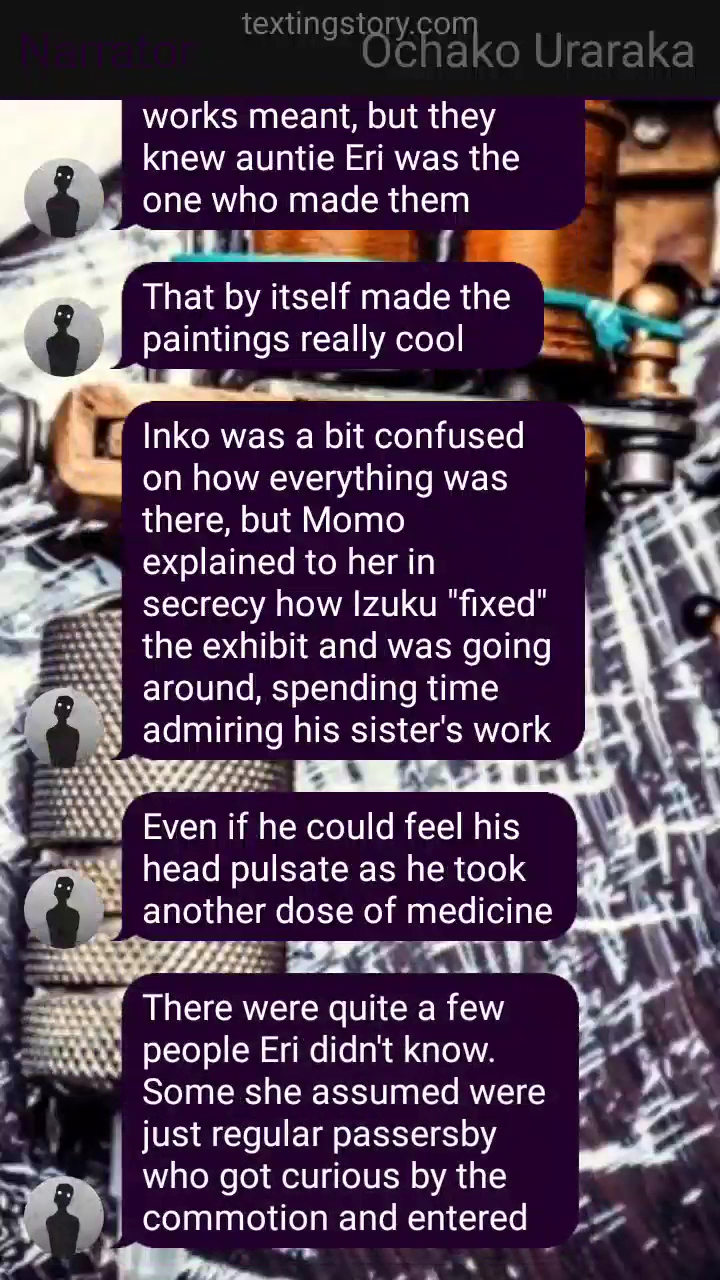 textingstory.com
Narrator
Ochako Uraraka
works meant, but they
knew auntie Eri was the
one who made them
That by itself made the
paintings really cool
Inko was a bit confused
on how everything was
there, but Momo
explained to her in
secrecy how Izuku "fixed"
the exhibit and was going
around, spending time
admiring his sister's work
Even if he could feel his
head pulsate as he took
another dose of medicine
There were quite a few
people Eri didn't know.
Some she assumed were
just regular passersby
who got curious by the
commotion and entered